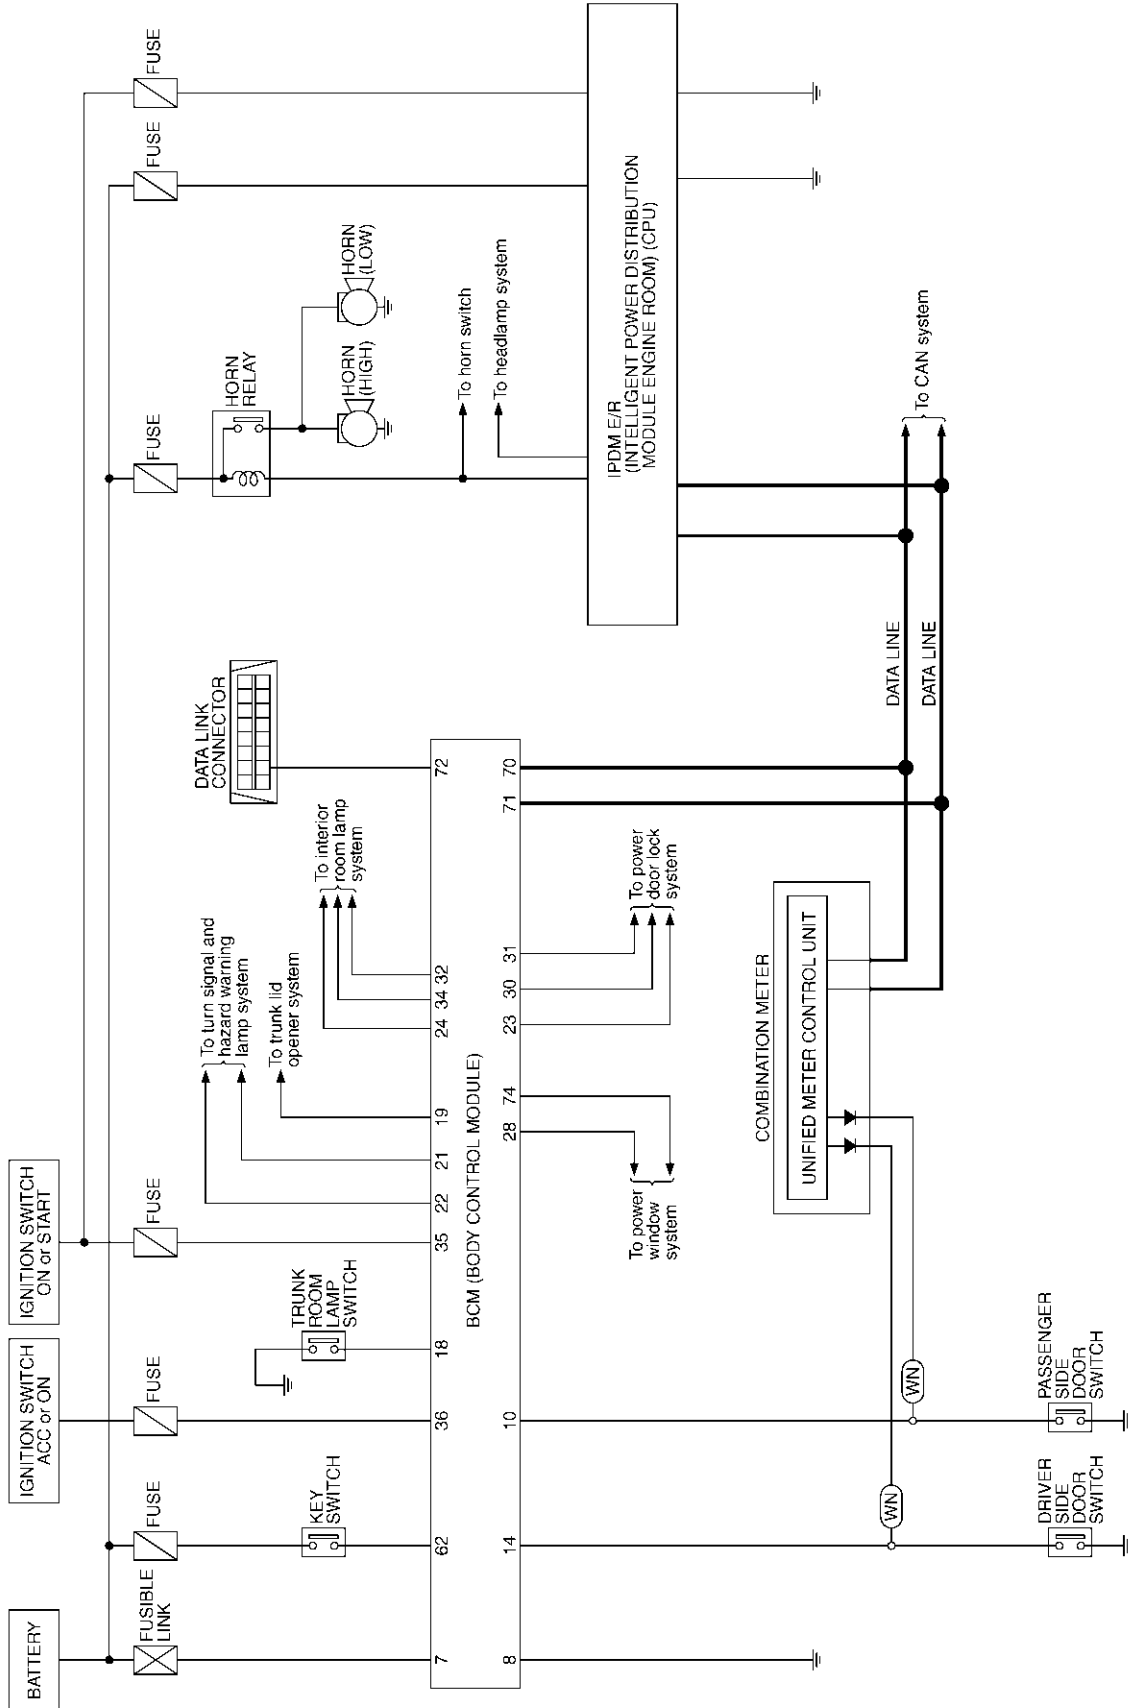 BATTERY
IGNITION SWITCH
ACC or ON
IGNITION SWITCH
ON or START
FUSIBLE
LINK
FUSE
FUSE
FUSE
FUSE
FUSE
FUSE
KEY
SWITCH
TRUNK
ROOM
LAMP
SWITCH
To turn signal and
hazard warning
lamp system
To trunk lid
opener system
To interior
room lamp
system
DATA LINK
CONNECTOR
HORN
RELAY
HORN
(HIGH)
HORN
(LOW)
To horn switch
To headlamp system
7
62
36
18
35
22
21
19
24
34
32
72
BCM (BODY CONTROL MODULE)
8
14
10
28
74
23
30
31
71
70
IPDM E/R
(INTELLIGENT POWER DISTRIBUTION
MODULE ENGINE ROOM) (CPU)
To power
window
system
To power
door lock
system
COMBINATION METER
UNIFIED METER CONTROL UNIT
DATA LINE
DATA LINE
To CAN system
WN
WN
DRIVER
SIDE
DOOR
SWITCH
PASSENGER
SIDE
DOOR
SWITCH